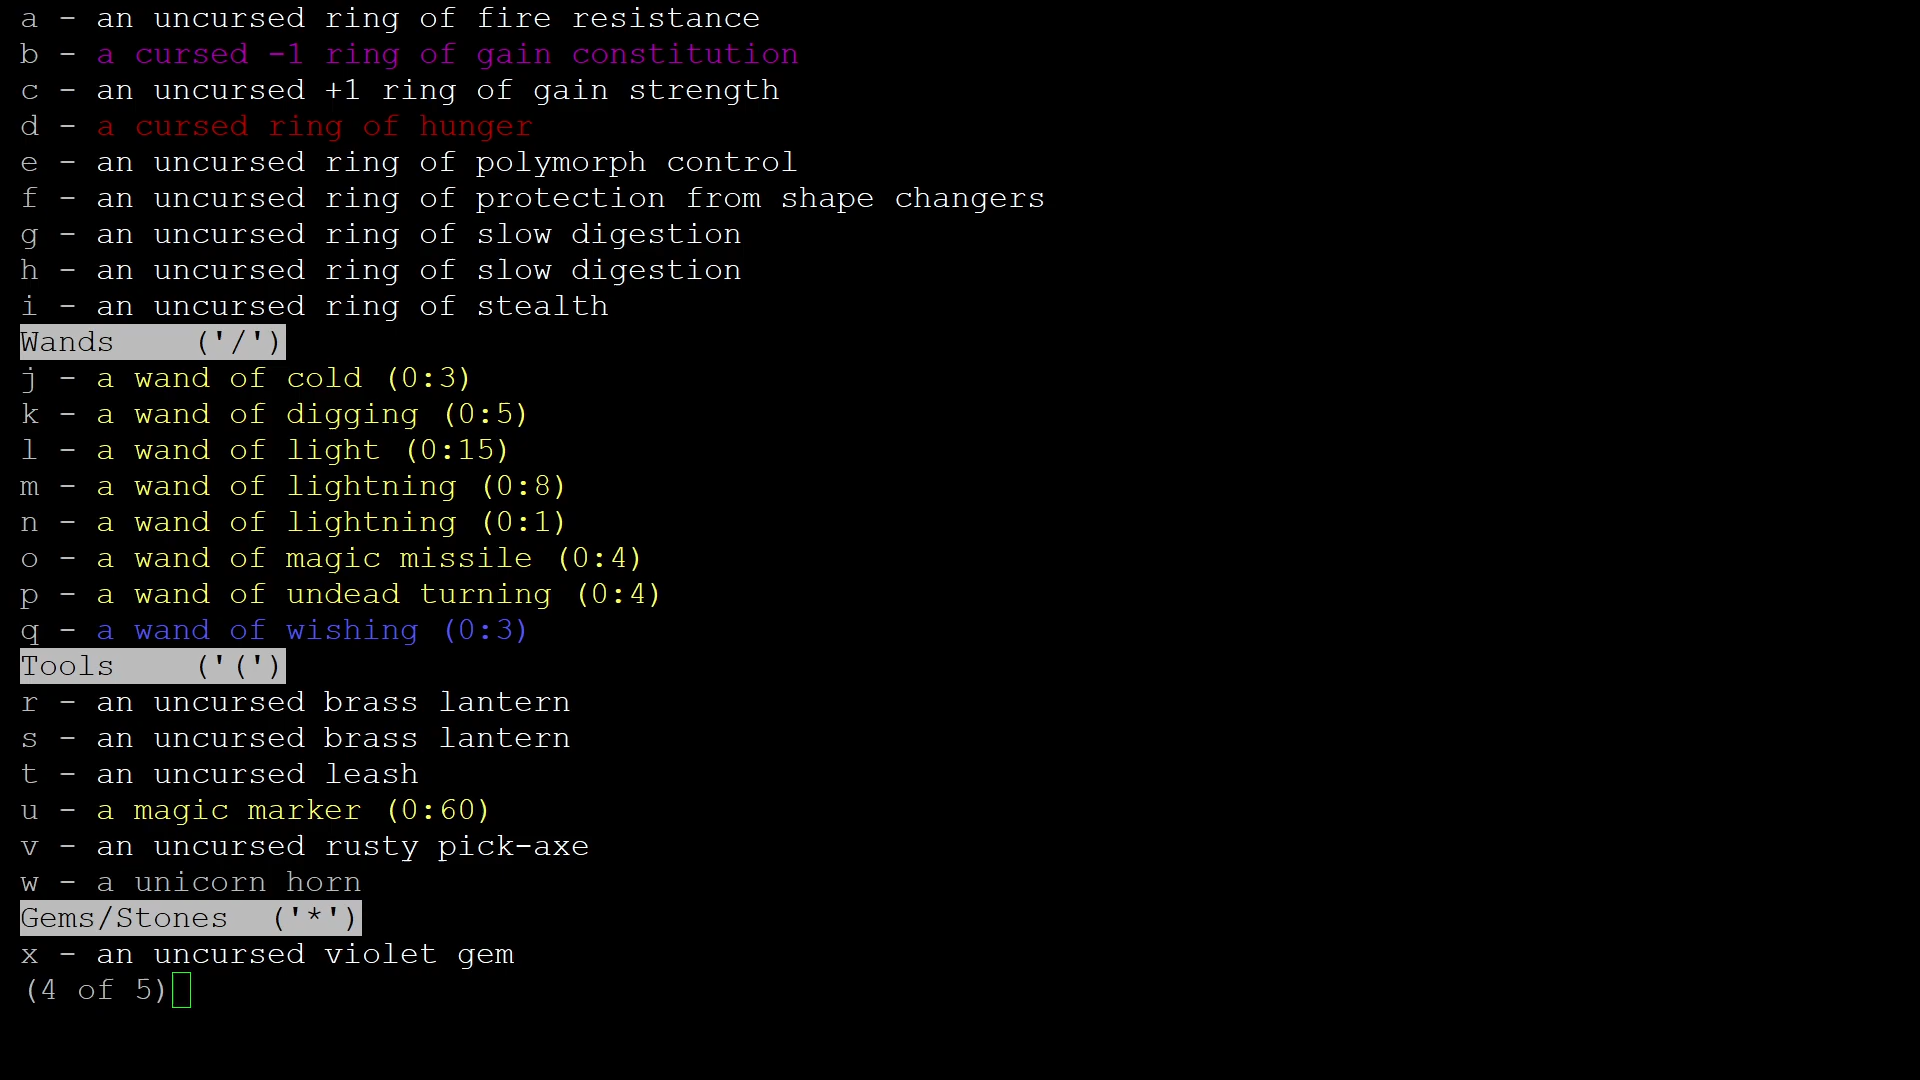 a - an uncursed ring of fire resistance
b - a cursed -1 ring of gain constitution
c - an uncursed +1 ring of gain strength
d - a cursed ring of hunger
e - an uncursed ring of polymorph control
f - an uncursed ring of protection from shape changers
g - an uncursed ring of slow digestion
h - an uncursed ring of slow digestion
i - an uncursed ring of stealth
Wands    ('/')
j - a wand of cold (0:3)
k - a wand of digging (0:5)
l - a wand of light (0:15)
m - a wand of lightning (0:8)
n - a wand of lightning (0:1)
o - a wand of magic missile (0:4)
p - a wand of undead turning (0:4)
q - a wand of wishing (0:3)
Tools    ('(')
r - an uncursed brass lantern
s - an uncursed brass lantern
t - an uncursed leash
u - a magic marker (0:60)
v - an uncursed rusty pick-axe
w - a unicorn horn
Gems/Stones  ('*')
x - an uncursed violet gem
(4 of 5)